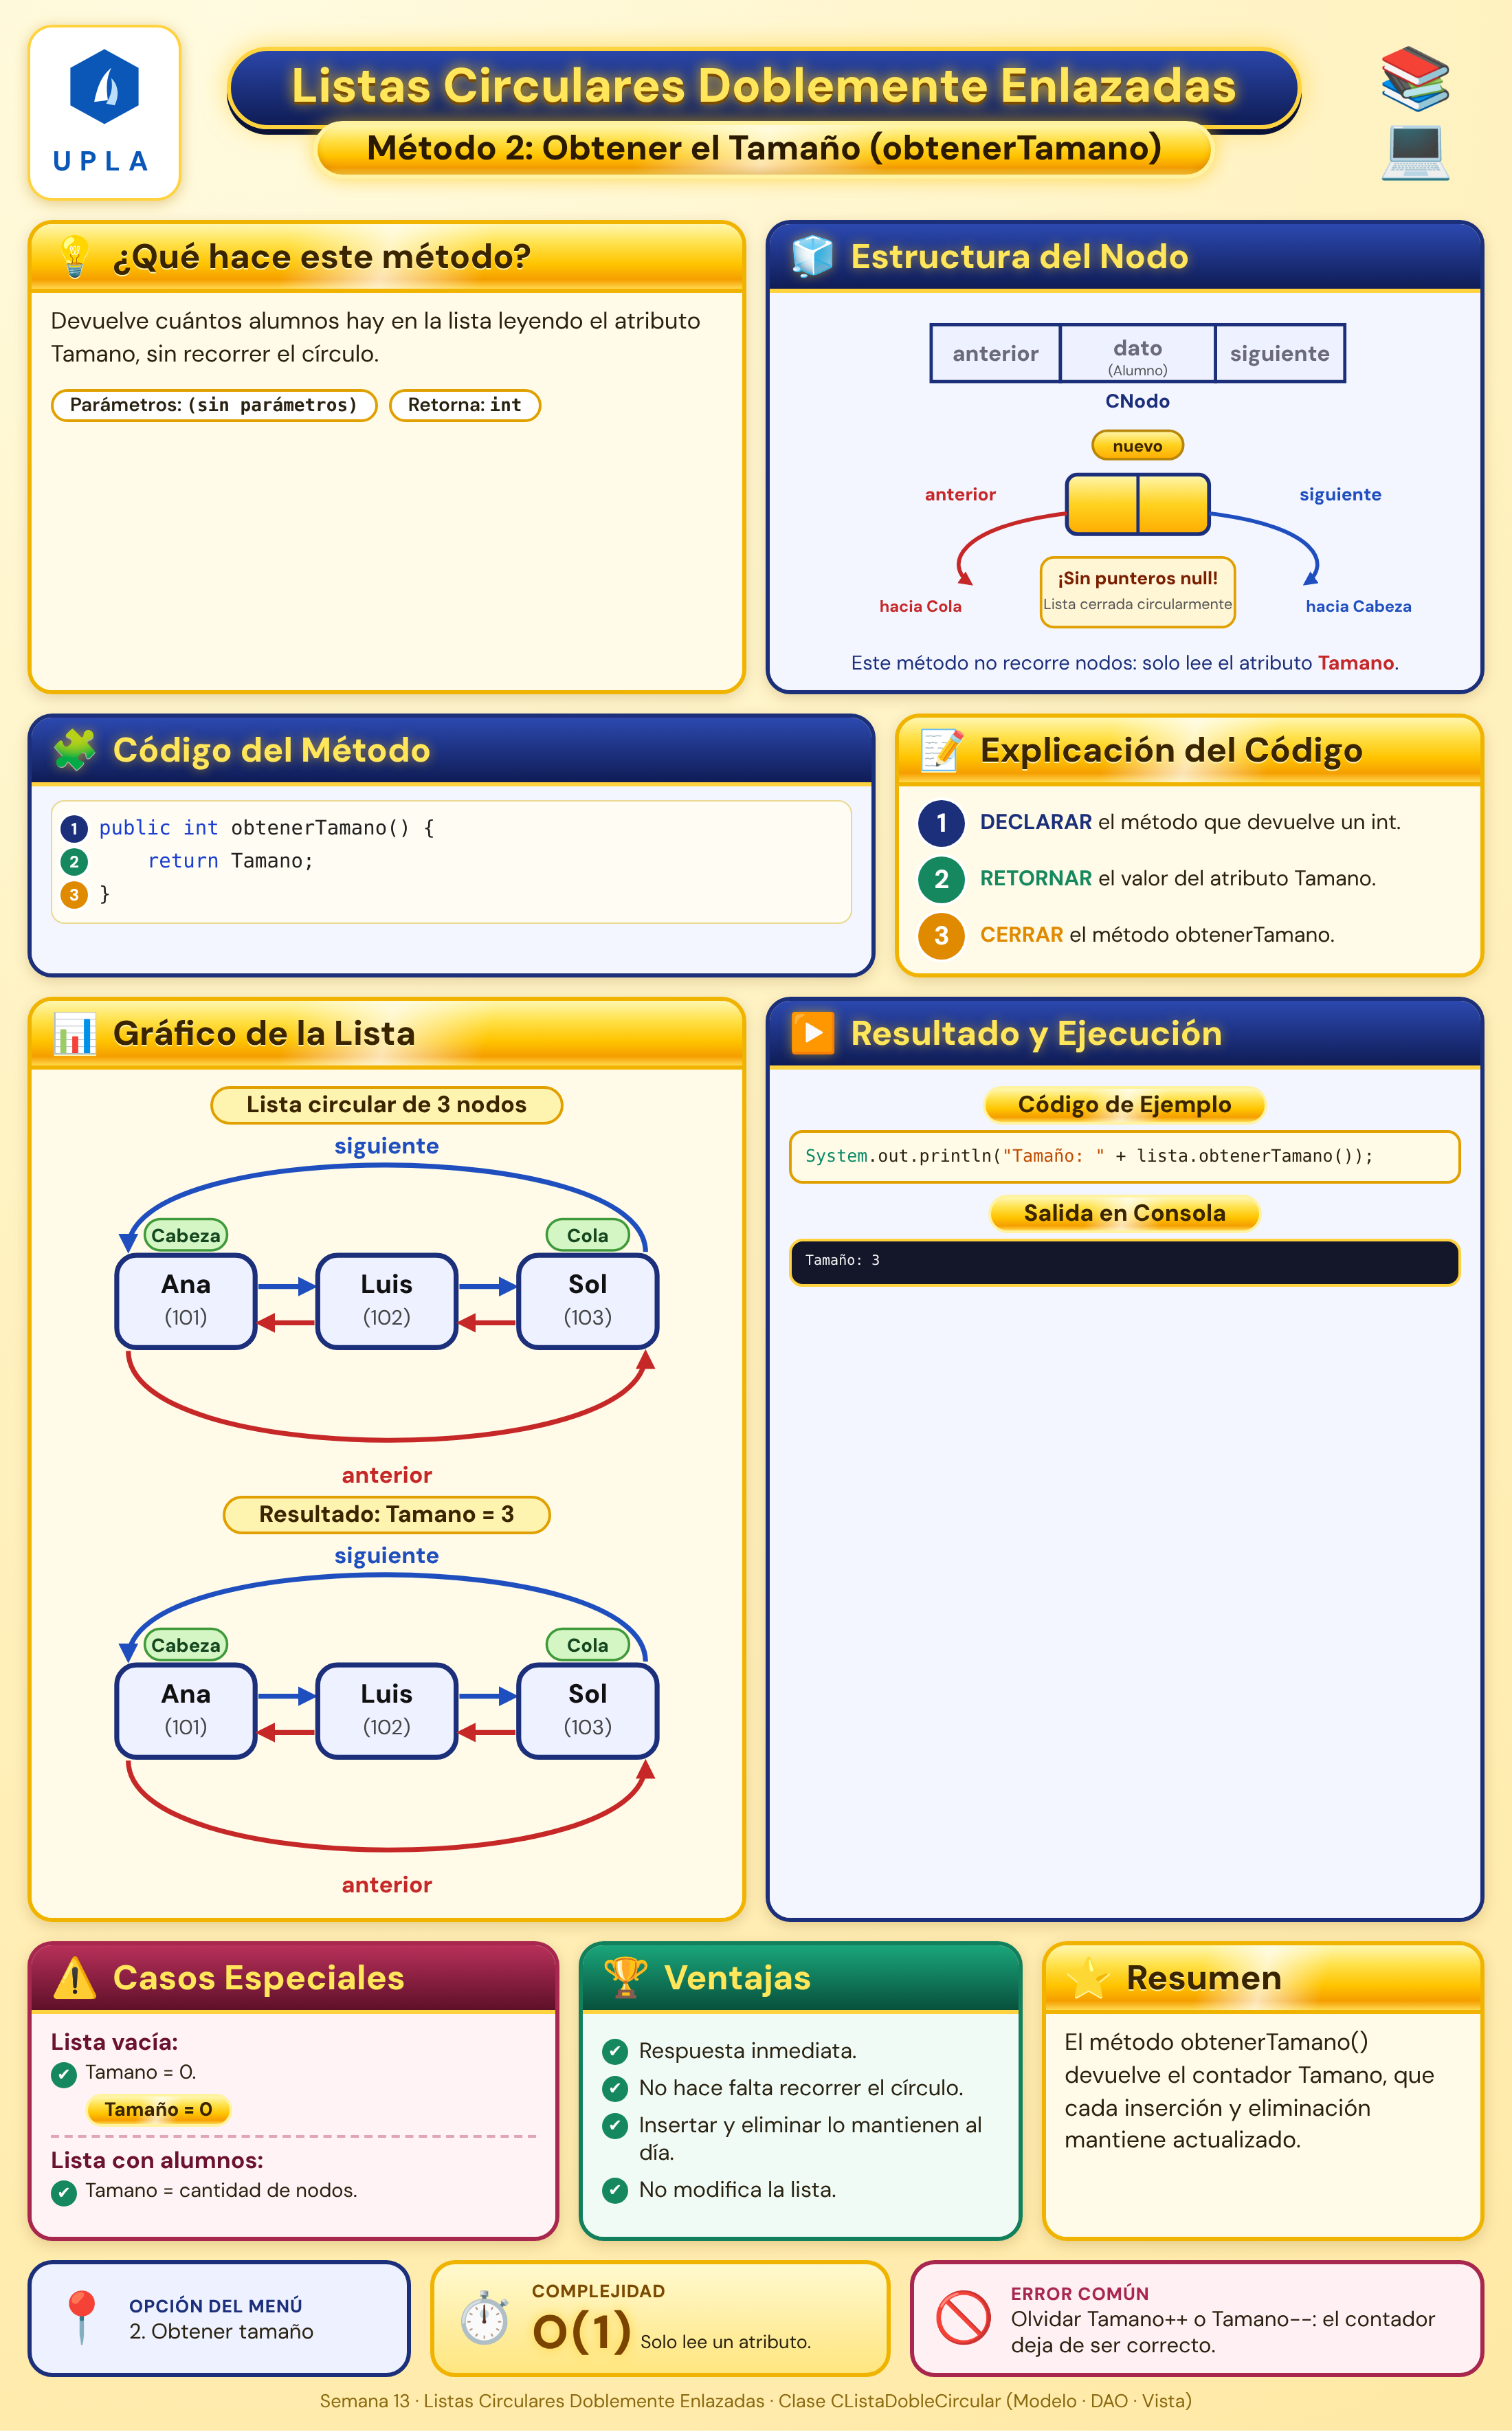 UPLA
Listas Circulares Doblemente Enlazadas
Método 2: Obtener el Tamaño (obtenerTamano)
¿Qué hace este método?
Devuelve cuántos alumnos hay en la lista leyendo el atributo
Tamano, sin recorrer el círculo.
Parámetros: (sin parámetros)
Retorna: int
Estructura del Nodo
anterior
dato
(Alumno)
siguiente
CNodo
nuevo
anterior
siguiente
¡Sin punteros null!
Lista cerrada circularmente
hacia Cola
hacia Cabeza
Este método no recorre nodos: solo lee el atributo Tamano.
Código del Método
1 public int obtenerTamano() {
2     return Tamano;
3 }
Explicación del Código
1 DECLARAR el método que devuelve un int.
2 RETORNAR el valor del atributo Tamano.
3 CERRAR el método obtenerTamano.
Gráfico de la Lista
Lista circular de 3 nodos
siguiente
Cabeza
Cola
Ana
Luis
Sol
(101)
(102)
(103)
anterior
Resultado: Tamano = 3
siguiente
Cabeza
Cola
Ana
Luis
Sol
(101)
(102)
(103)
anterior
Resultado y Ejecución
Código de Ejemplo
System.out.println("Tamaño: " + lista.obtenerTamano());
Salida en Consola
Tamaño: 3
Casos Especiales
Lista vacía:
✔ Tamano = 0.
Tamaño = 0
Lista con alumnos:
✔ Tamano = cantidad de nodos.
Ventajas
✔ Respuesta inmediata.
✔ No hace falta recorrer el círculo.
✔ Insertar y eliminar lo mantienen al
día.
✔ No modifica la lista.
Resumen
El método obtenerTamano()
devuelve el contador Tamano, que
cada inserción y eliminación
mantiene actualizado.
OPCIÓN DEL MENÚ
2. Obtener tamaño
COMPLEJIDAD
O(1) Solo lee un atributo.
ERROR COMÚN
Olvidar Tamano++ o Tamano--: el contador
deja de ser correcto.
Semana 13 · Listas Circulares Doblemente Enlazadas · Clase CListaDobleCircular (Modelo · DAO · Vista)